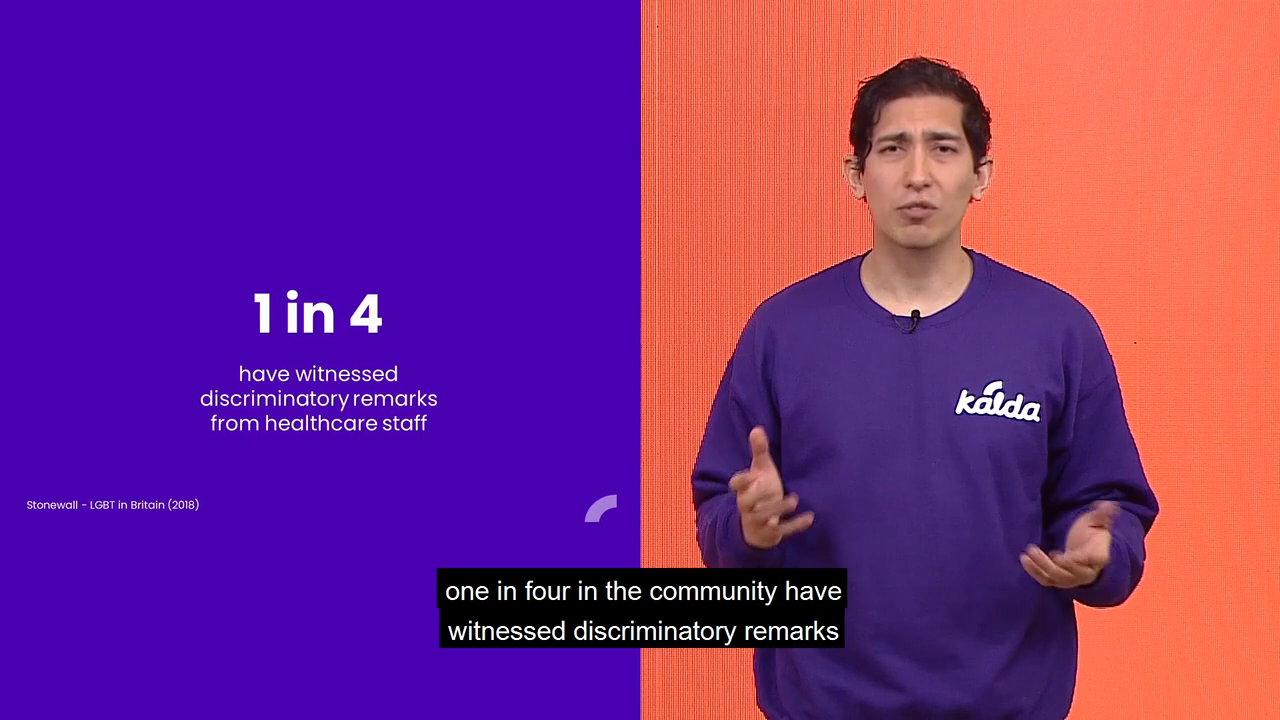 1 in 4
have witnessed
discriminatory remarks
from healthcare staff
Stonewall - LGBT in Britain (2018)
kalda
one in four in the community have
witnessed discriminatory remarks